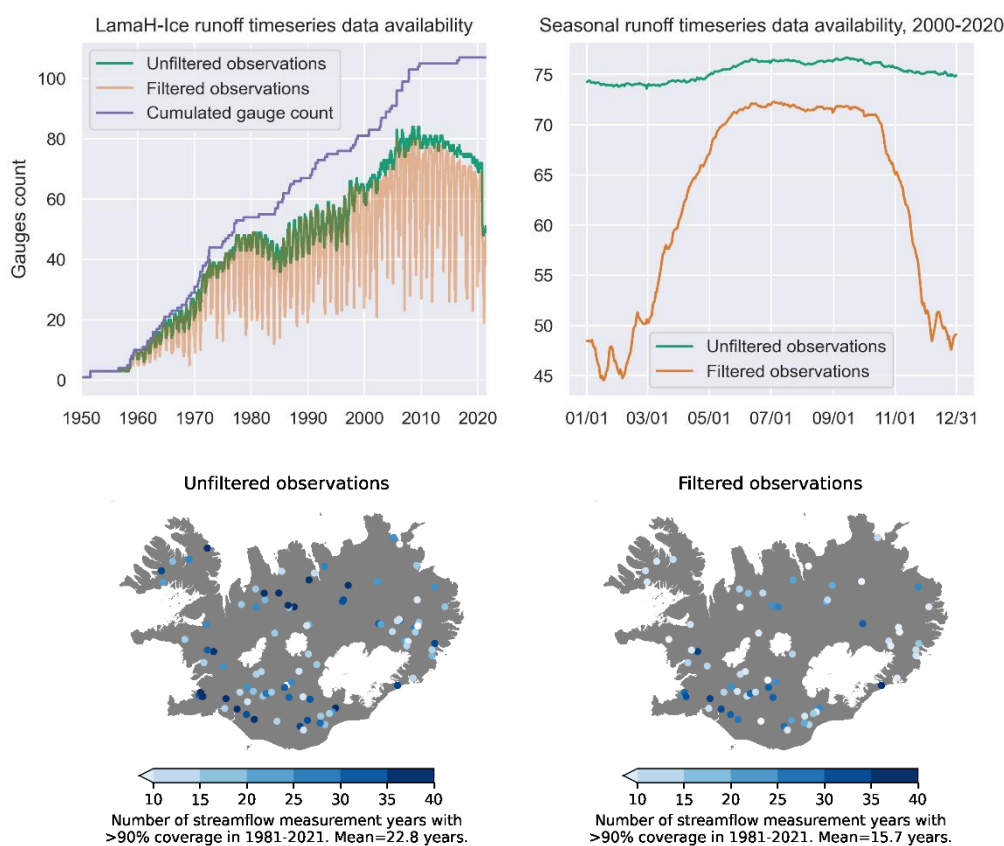 LamaH-Ice runoff timeseries data availability
Unfiltered observations
Filtered observations
Cumulated gauge count
Gauges count
100
80
60
40
20
0
1950 1960 1970 1980 1990 2000 2010 2020
Seasonal runoff timeseries data availability, 2000-2020
75
70
65
60
55
50
45
Unfiltered observations
Filtered observations
01/01 03/01 05/01 07/01 09/01 11/01 12/31
Unfiltered observations
10 15 20 25 30 35 40
Number of streamflow measurement years with
>90% coverage in 1981-2021. Mean=22.8 years.
Filtered observations
10 15 20 25 30 35 40
Number of streamflow measurement years with
>90% coverage in 1981-2021. Mean=15.7 years.